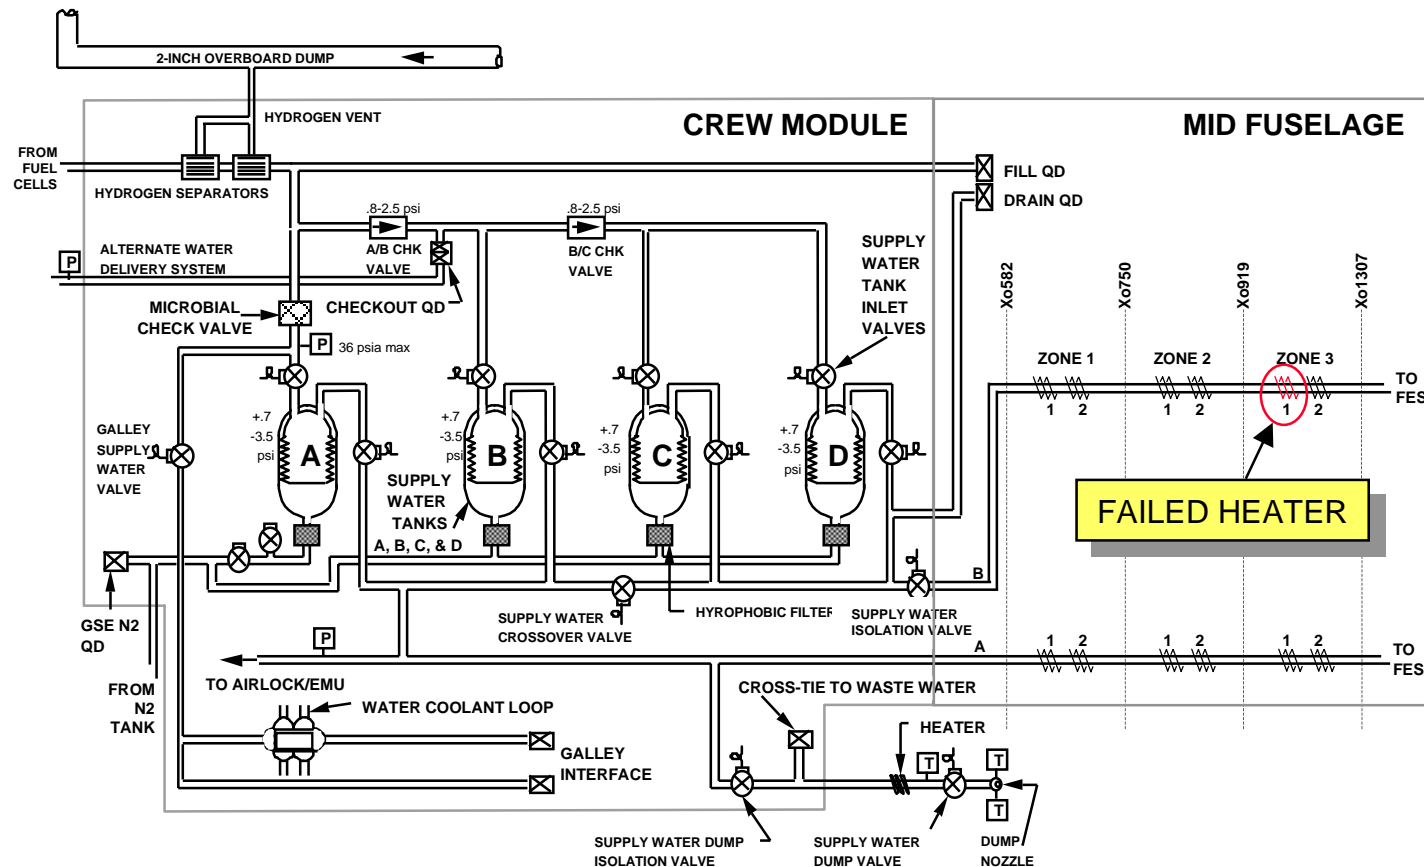 2-INCH OVERBOARD DUMP
HYDROGEN VENT
CREW MODULE
MID FUSELAGE
FROM
FUEL
CELLS
HYDROGEN SEPARATORS
FILL QD
DRAIN QD
.8-2.5 psi
.8-2.5 psi
A/B CHK
VALVE
B/C CHK
VALVE
P
ALTERNATE WATER
DELIVERY SYSTEM
SUPPLY
WATER
TANK
INLET
VALVES
CHECKOUT QD
MICROBIAL
CHECK VALVE
P
36 psia max
Xo582
Xo750
Xo919
Xo1307
ZONE 1
ZONE 2
ZONE 3
1
2
1
2
1
2
TO
FES
GALLEY
SUPPLY
WATER
VALVE
+.7
-3.5
psi
A
+.7
-3.5
psi
B
+.7
-3.5
psi
C
+.7
-3.5
psi
D
SUPPLY
WATER
TANKS
A, B, C, & D
FAILED HEATER
B
GSE N2
QD
SUPPLY WATER
CROSSOVER VALVE
HYROPHOBIC FILTER
SUPPLY WATER
ISOLATION VALVE
P
A
1
2
1
2
1
2
TO
FES
TO AIRLOCK/EMU
FROM
N2
TANK
WATER COOLANT LOOP
CROSS-TIE TO WASTE WATER
HEATER
GALLEY
INTERFACE
T
T
T
SUPPLY WATER DUMP
ISOLATION VALVE
SUPPLY WATER
DUMP VALVE
DUMP
NOZZLE